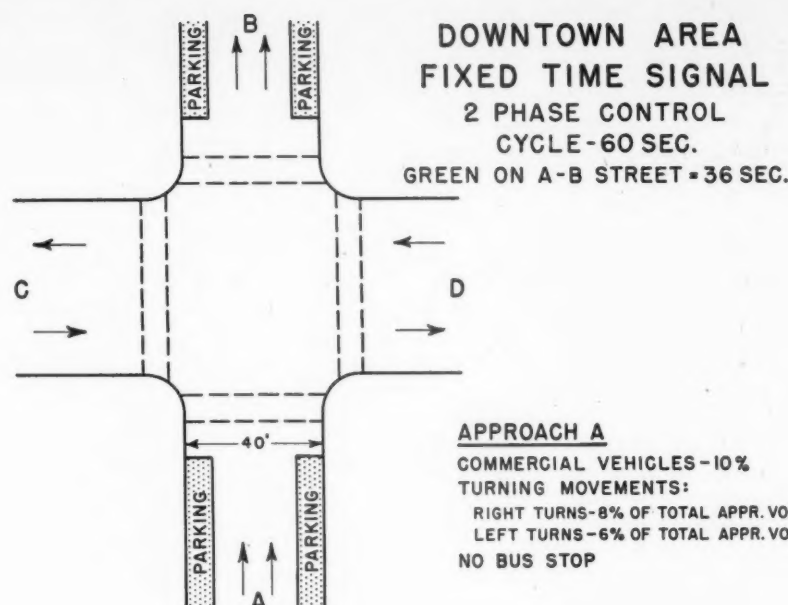 DOWNTOWN AREA
FIXED TIME SIGNAL
2 PHASE CONTROL
CYCLE-60 SEC.
GREEN ON A-B STREET = 36 SEC.
B
PARKING
PARKING
C
D
40'
PARKING
PARKING
A
APPROACH A
COMMERCIAL VEHICLES-10%
TURNING MOVEMENTS:
RIGHT TURNS-8% OF TOTAL APPR. VO
LEFT TURNS-6% OF TOTAL APPR. VO
NO BUS STOP